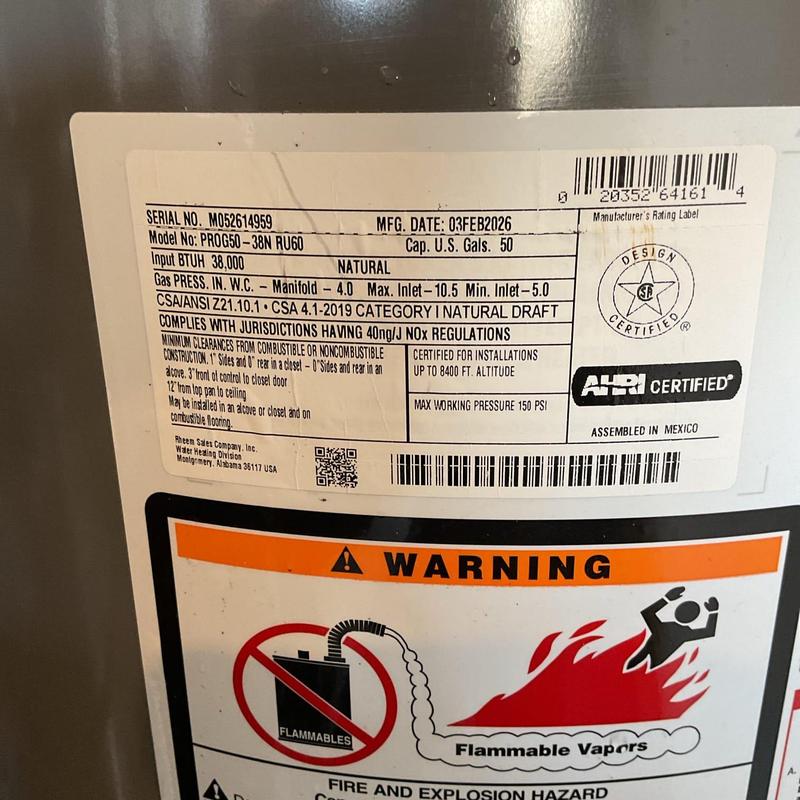 0 20352 64161 4
SERIAL NO. M052614959 MFG. DATE: 03FEB2026
Manufacturer's Rating Label
Model No: PROG50-38N RU60 Cap. U.S. Gals. 50
Input BTUH 38,000 NATURAL
Gas PRESS. IN. W.C. - Manifold - 4.0 Max. Inlet-10.5 Min. Inlet-5.0
CSA/ANSI Z21.10.1 • CSA 4.1-2019 CATEGORY I NATURAL DRAFT
COMPLIES WITH JURISDICTIONS HAVING 40ng/J NOx REGULATIONS
DESIGN
CSA
CERTIFIED®
MINIMUM CLEARANCES FROM COMBUSTIBLE OR NONCOMBUSTIBLE
CONSTRUCTION. 1" Sides and 0" rear in a closet - 0" Sides and rear in an
alcove. 3" front of control to closet door
12" from top pan to ceiling
May be installed in an alcove or closet and on
combustible flooring.
CERTIFIED FOR INSTALLATIONS
UP TO 8400 FT. ALTITUDE
MAX WORKING PRESSURE 150 PSI
AHRI CERTIFIED®
ASSEMBLED IN MEXICO
Rheem Sales Company, Inc.
Water Heating Division
Montgomery, Alabama 36117 USA
WARNING
FLAMMABLES
Flammable Vapors
FIRE AND EXPLOSION HAZARD